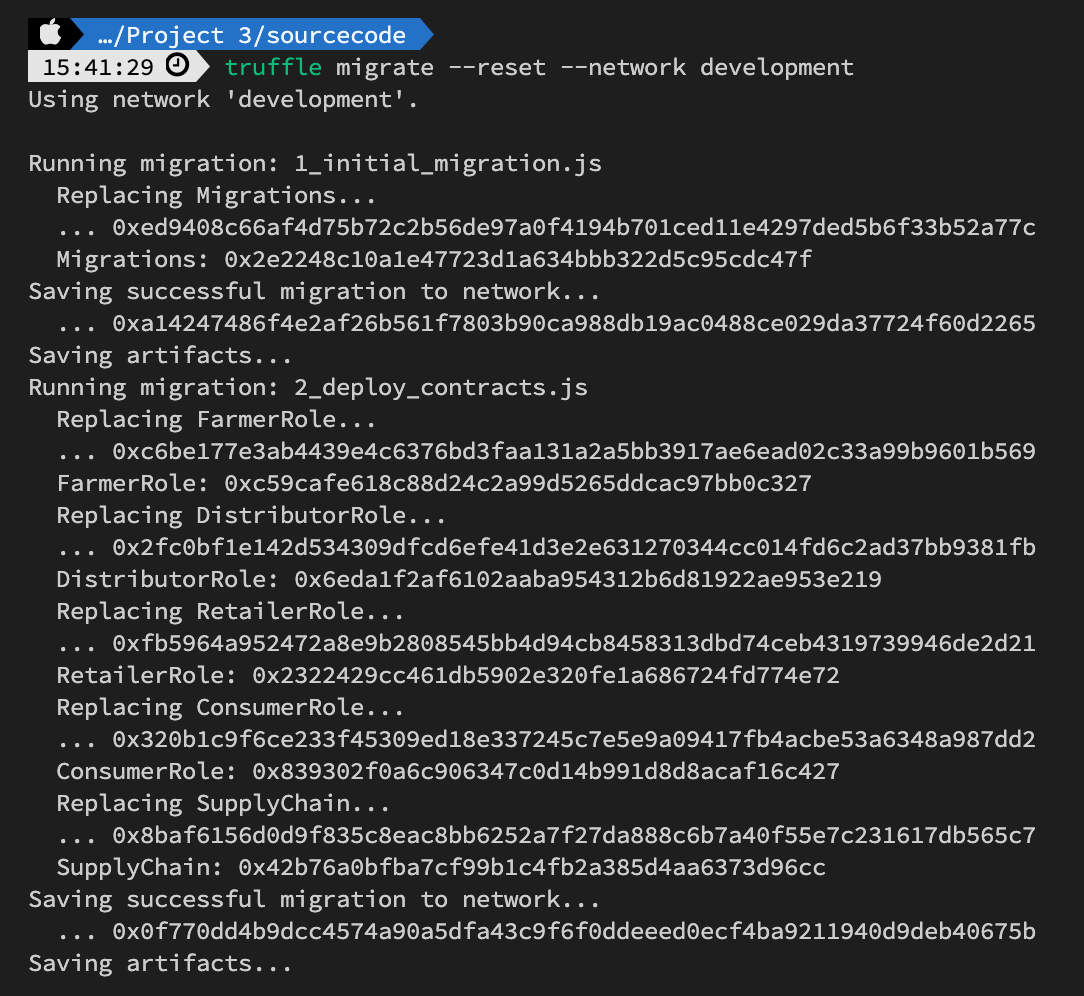 …/Project 3/sourcecode
15:41:29 truffle migrate --reset --network development
Using network 'development'.
Running migration: 1_initial_migration.js
Replacing Migrations...
... 0xed9408c66af4d75b72c2b56de97a0f4194b701ced11e4297ded5b6f33b52a77c
Migrations: 0x2e2248c10a1e47723d1a634bbb322d5c95cdc47f
Saving successful migration to network...
... 0xa14247486f4e2af26b561f7803b90ca988db19ac0488ce029da37724f60d2265
Saving artifacts...
Running migration: 2_deploy_contracts.js
Replacing FarmerRole...
... 0xc6be177e3ab4439e4c6376bd3faa131a2a5bb3917ae6ead02c33a99b9601b569
FarmerRole: 0xc59cafe618c88d24c2a99d5265ddcac97bb0c327
Replacing DistributorRole...
... 0x2fc0bf1e142d534309dfcd6efe41d3e2e631270344cc014fd6c2ad37bb9381fb
DistributorRole: 0x6eda1f2af6102aaba954312b6d81922ae953e219
Replacing RetailerRole...
... 0xfb5964a952472a8e9b2808545bb4d94cb8458313dbd74ceb4319739946de2d21
RetailerRole: 0x2322429cc461db5902e320fe1a686724fd774e72
Replacing ConsumerRole...
... 0x320b1c9f6ce233f45309ed18e337245c7e5e9a09417fb4acbe53a6348a987dd2
ConsumerRole: 0x839302f0a6c906347c0d14b991d8d8acaf16c427
Replacing SupplyChain...
... 0x8baf6156d0d9f835c8eac8bb6252a7f27da888c6b7a40f55e7c231617db565c7
SupplyChain: 0x42b76a0bfba7cf99b1c4fb2a385d4aa6373d96cc
Saving successful migration to network...
... 0x0f770dd4b9dcc4574a90a5dfa43c9f6f0ddeeed0ecf4ba9211940d9deb40675b
Saving artifacts...